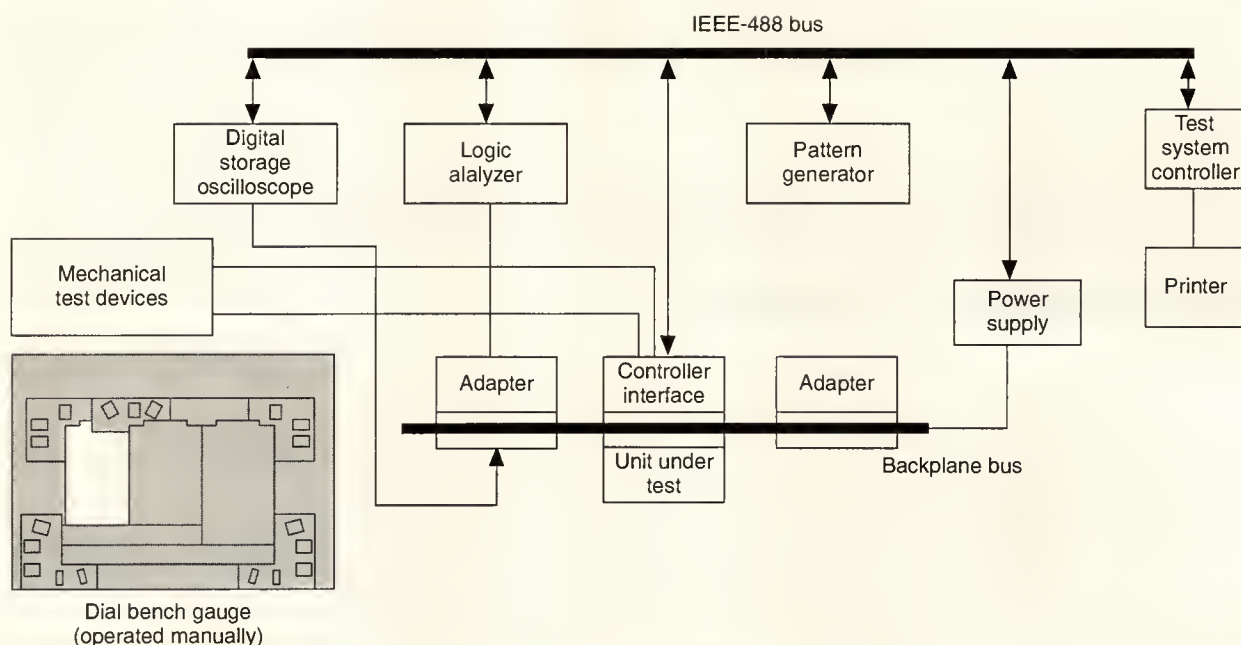 IEEE-488 bus
Digital
storage
oscilloscope
Logic
alalyzer
Pattern
generator
Test
system
controller
Mechanical
test devices
Power
supply
Printer
Adapter
Controller
interface
Adapter
Unit under
test
Backplane bus
Dial bench gauge
(operated manually)